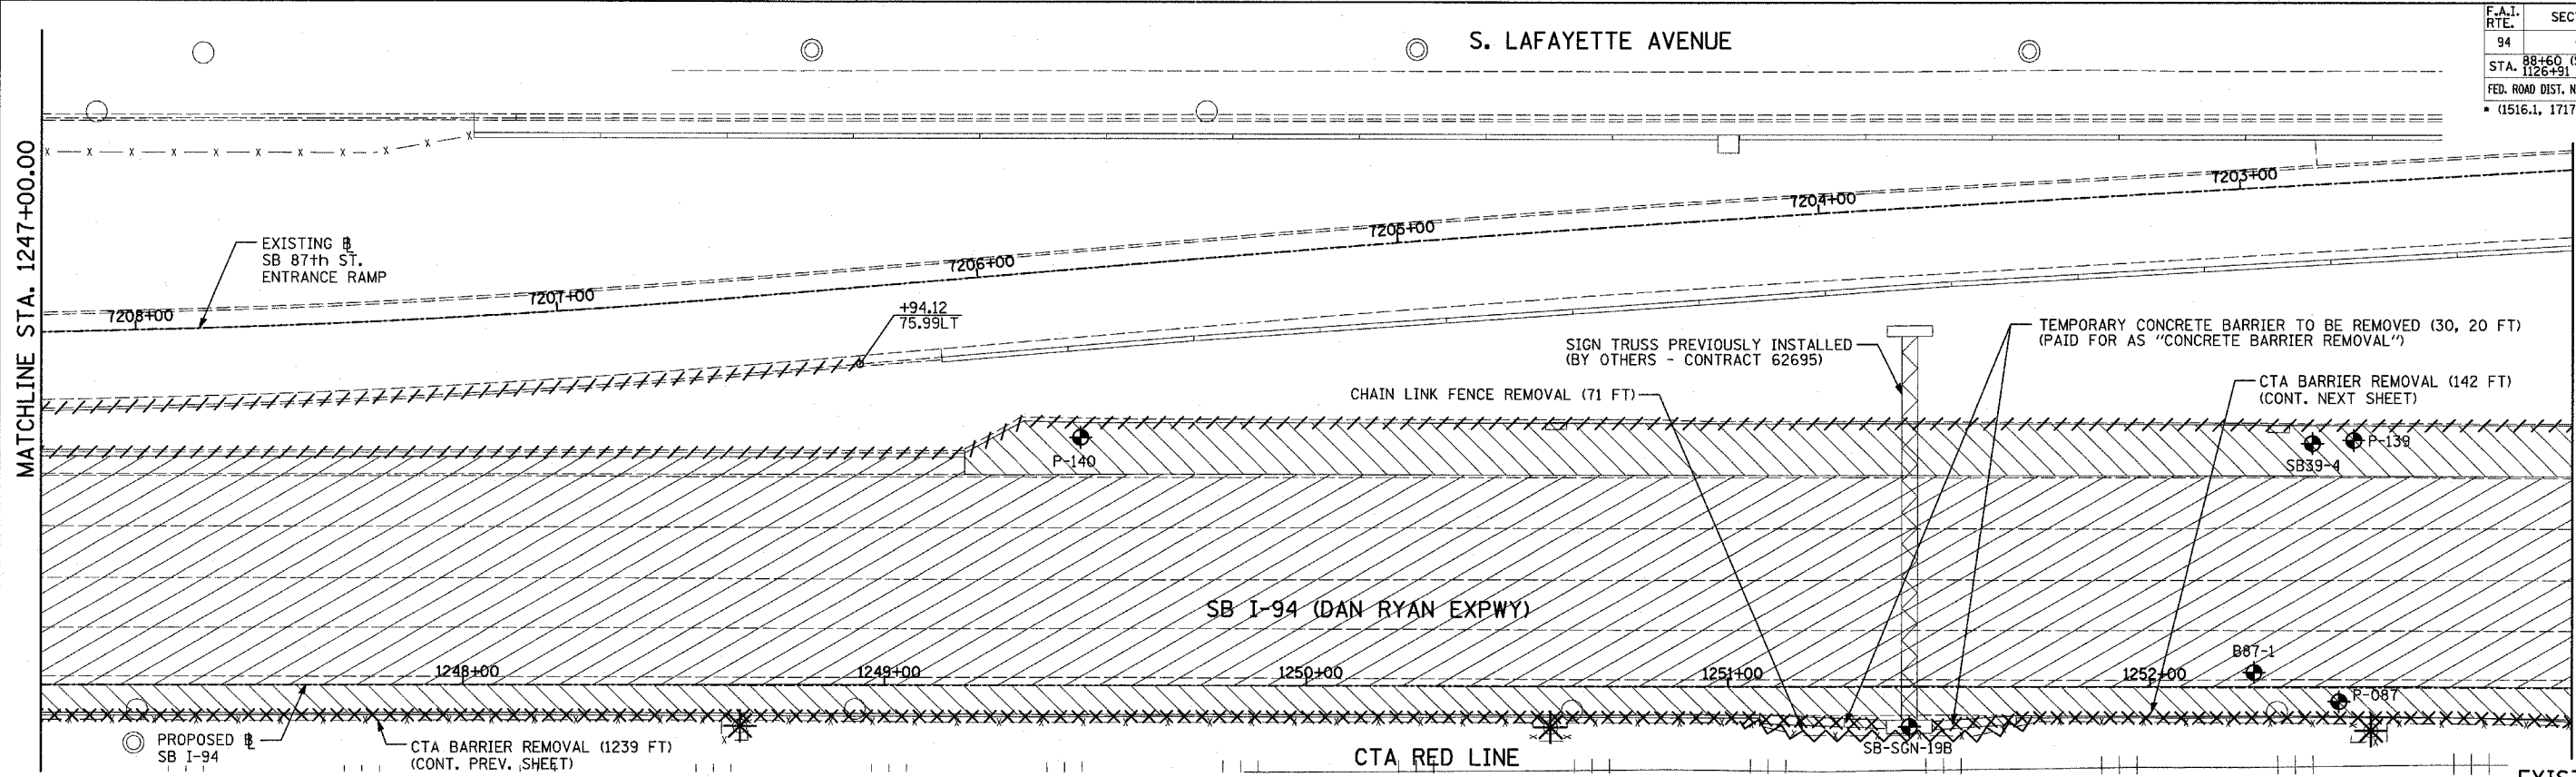 F.A.I.
RTE.
SEC
94
STA. 88+60
1126+91
FED. ROAD DIST. N
* (1516.1, 1717
S. LAFAYETTE AVENUE
MATCHLINE STA. 1247+00.00
7203+00
7204+00
7205+00
7206+00
7207+00
7208+00
EXISTING ⅊
SB 87th ST.
ENTRANCE RAMP
+94.12
75.99LT
SIGN TRUSS PREVIOUSLY INSTALLED
(BY OTHERS - CONTRACT 62695)
TEMPORARY CONCRETE BARRIER TO BE REMOVED (30, 20 FT)
(PAID FOR AS "CONCRETE BARRIER REMOVAL")
CHAIN LINK FENCE REMOVAL (71 FT)
CTA BARRIER REMOVAL (142 FT)
(CONT. NEXT SHEET)
P-140
SB39-4
P-139
SB I-94 (DAN RYAN EXPWY)
1248+00
1249+00
1250+00
1251+00
1252+00
B87-1
P-087
PROPOSED ⅊
SB I-94
CTA BARRIER REMOVAL (1239 FT)
(CONT. PREV. SHEET)
SB-SGN-19B
CTA RED LINE